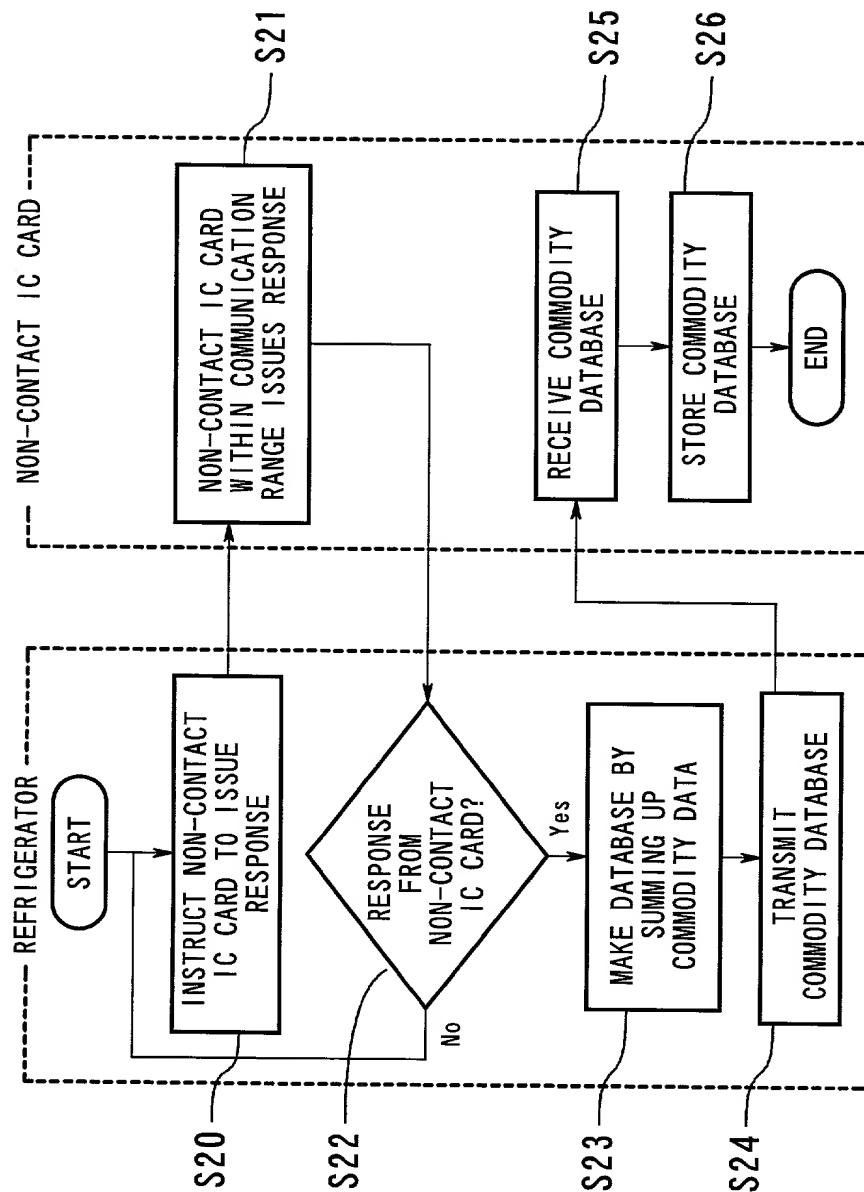 REFRIGERATOR
START
INSTRUCT NON-CONTACT
IC CARD TO ISSUE
RESPONSE
S20
RESPONSE
FROM
NON-CONTACT
IC CARD?
S22
No
Yes
MAKE DATABASE BY
SUMMING UP
COMMODITY DATA
S23
TRANSMIT
COMMODITY DATABASE
S24
NON-CONTACT IC CARD
NON-CONTACT IC CARD
WITHIN COMMUNICATION
RANGE ISSUES RESPONSE
S21
RECEIVE COMMODITY
DATABASE
S25
STORE COMMODITY
DATABASE
S26
END